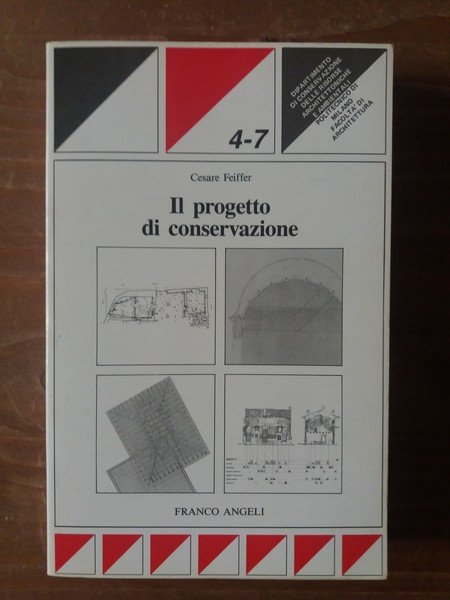 4-7
DIPARTIMENTO
DI CONSERVAZIONE
DELLE RISORSE
ARCHITETTONICHE
E AMBIENTALI
POLITECNICO DI
MILANO
FACOLTA' DI
ARCHITETTURA
Cesare Feiffer
Il progetto
di conservazione
FRANCO ANGELI